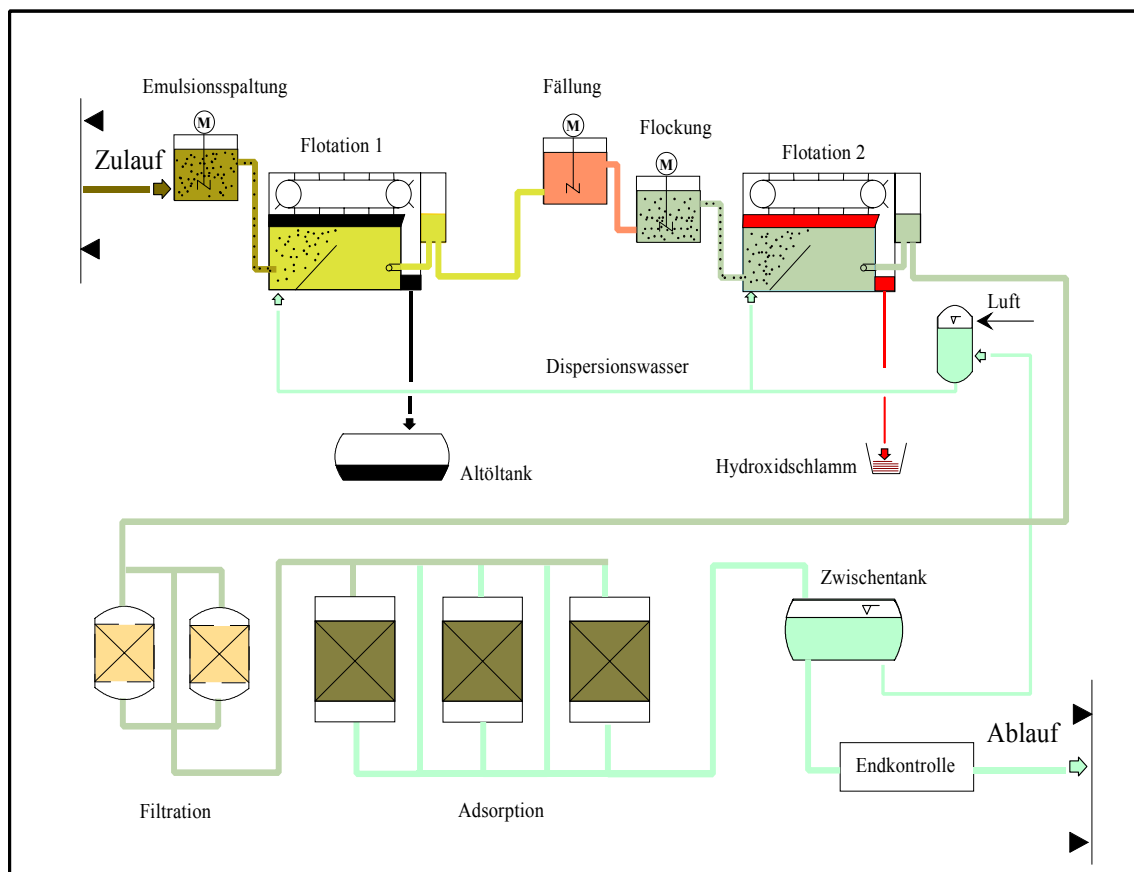 Emulsionsspaltung
M
Zulauf
Flotation 1
Fällung
M
Flockung
M
Flotation 2
Luft
Dispersionswasser
Altöltank
Hydroxidschlamm
Zwischentank
Ablauf
Endkontrolle
Filtration
Adsorption